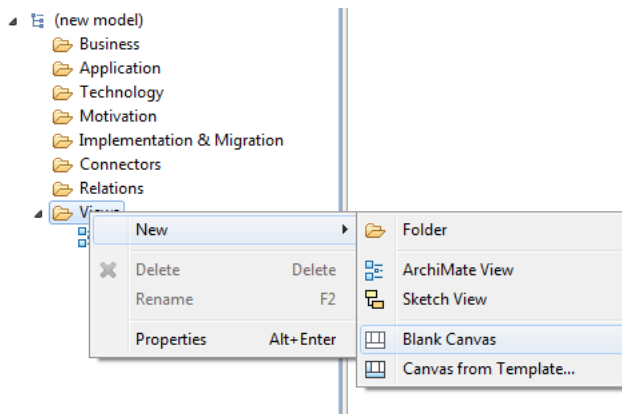 (new model)
Business
Application
Technology
Motivation
Implementation & Migration
Connectors
Relations
Views
New
Delete Delete
Rename F2
Properties Alt+Enter
Folder
ArchiMate View
Sketch View
Blank Canvas
Canvas from Template...